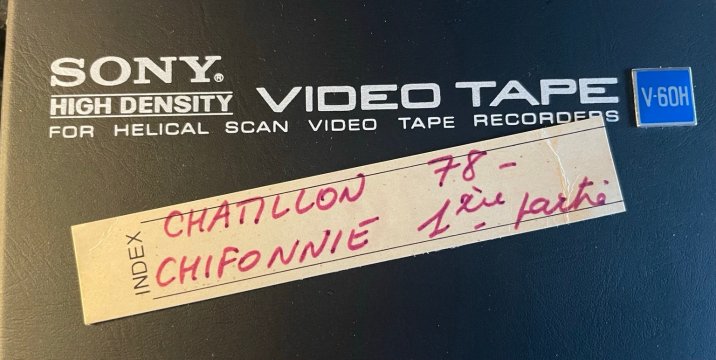 SONY®
HIGH DENSITY VIDEO TAPE
V-60H
FOR HELICAL SCAN VIDEO TAPE RECORDERS
INDEX
CHATILLON 78-
CHIFONNIE 1ère partie